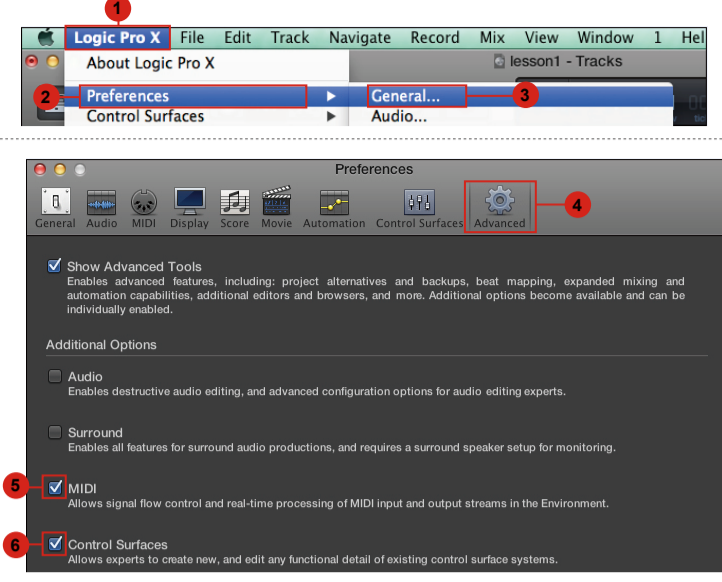 1
Logic Pro X File Edit Track Navigate Record Mix View Window 1 Hel
About Logic Pro X
lesson1 - Tracks
2
Preferences
General...
3
Control Surfaces
Audio...
Preferences
General Audio MIDI Display Score Movie Automation Control Surfaces Advanced
4
Show Advanced Tools
Enables advanced features, including: project alternatives and backups, beat mapping, expanded mixing and
automation capabilities, additional editors and browsers, and more. Additional options become available and can be
individually enabled.
Additional Options
Audio
Enables destructive audio editing, and advanced configuration options for audio editing experts.
Surround
Enables all features for surround audio productions, and requires a surround speaker setup for monitoring.
5
MIDI
Allows signal flow control and real-time processing of MIDI input and output streams in the Environment.
6
Control Surfaces
Allows experts to create new, and edit any functional detail of existing control surface systems.